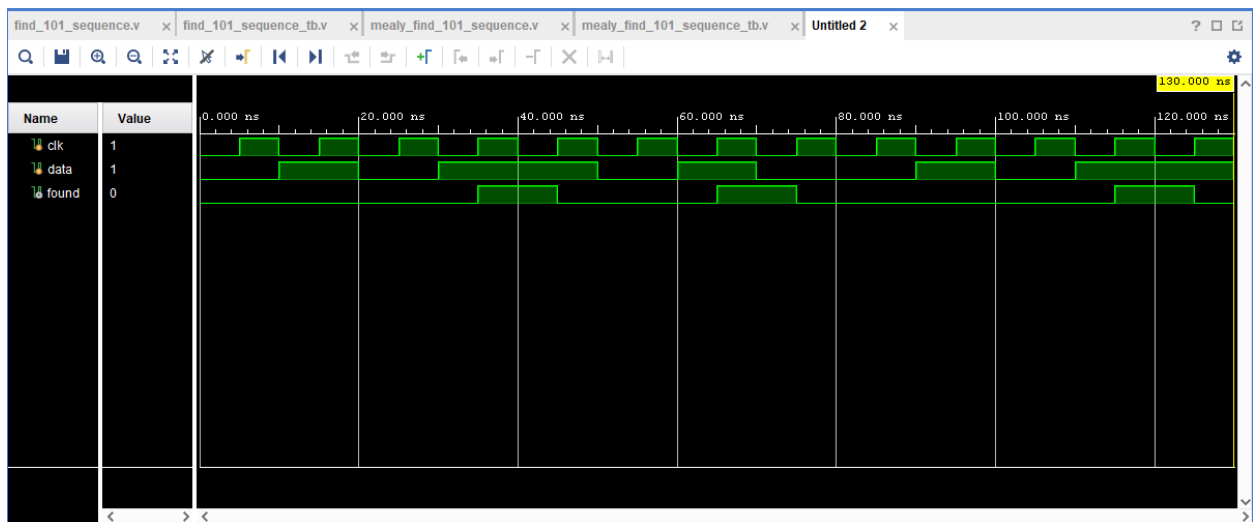 find_101_sequence.v × find_101_sequence_tb.v × mealy_find_101_sequence.v × mealy_find_101_sequence_tb.v × Untitled 2 ×
130.000 ns
Name Value
0.000 ns 20.000 ns 40.000 ns 60.000 ns 80.000 ns 100.000 ns 120.000 ns
clk 1
data 1
found 0